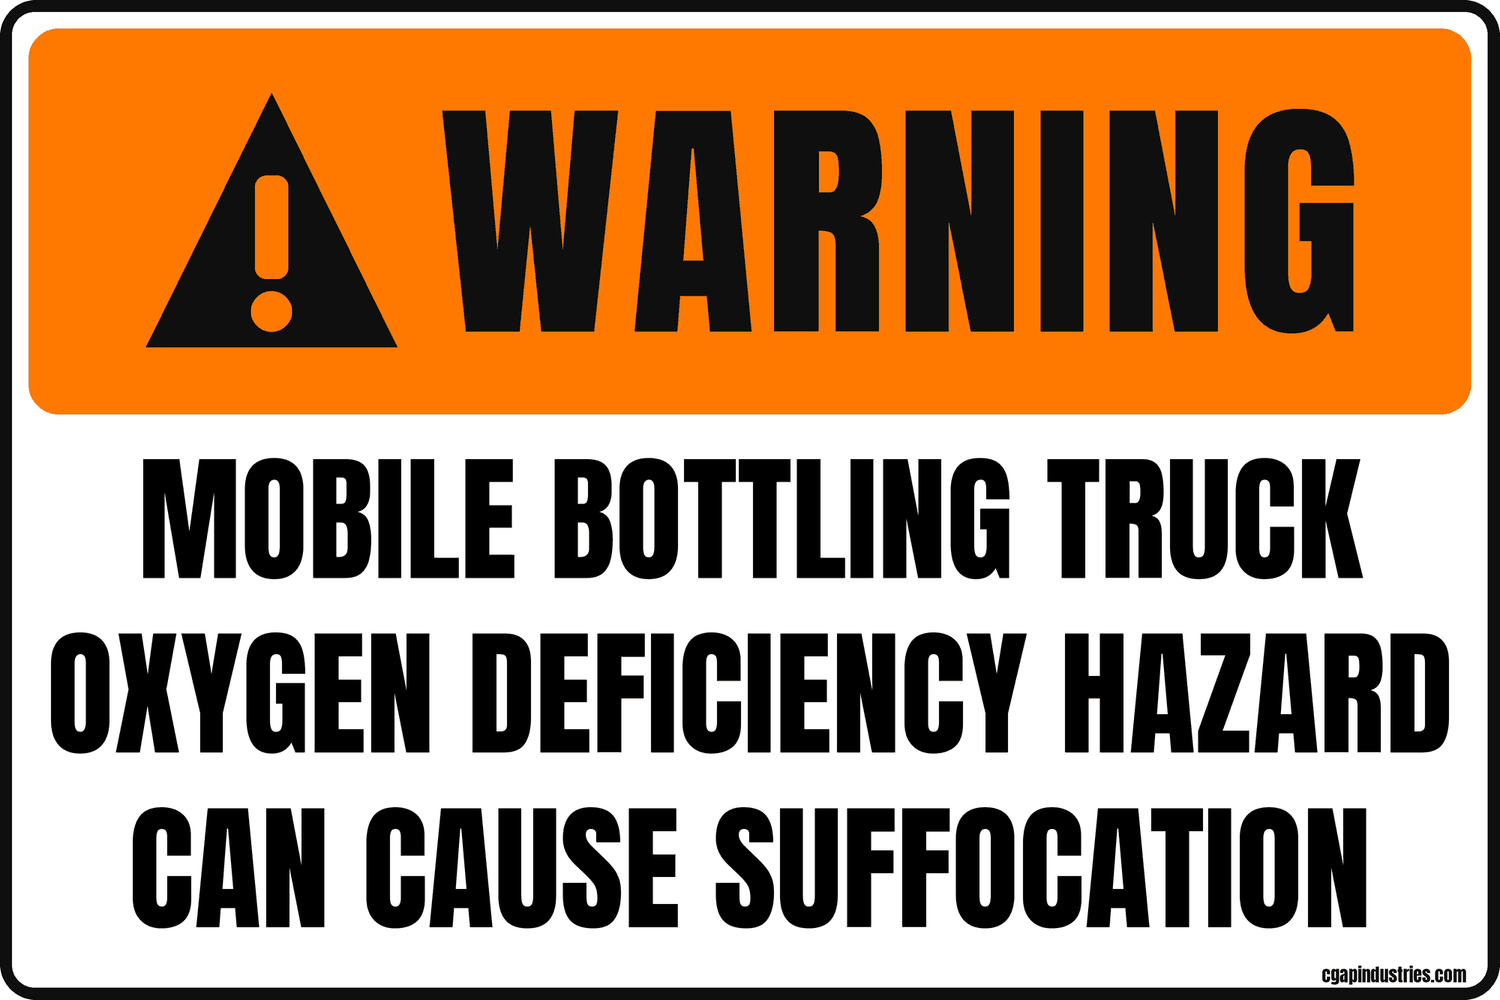 WARNING
MOBILE BOTTLING TRUCK
OXYGEN DEFICIENCY HAZARD
CAN CAUSE SUFFOCATION
cgapindustries.com